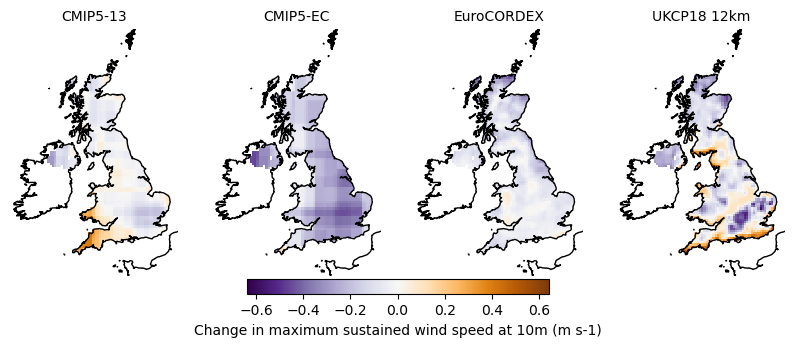 CMIP5-13 CMIP5-EC EuroCORDEX UKCP18 12km
−0.6 −0.4 −0.2 0.0 0.2 0.4 0.6
Change in maximum sustained wind speed at 10m (m s-1)